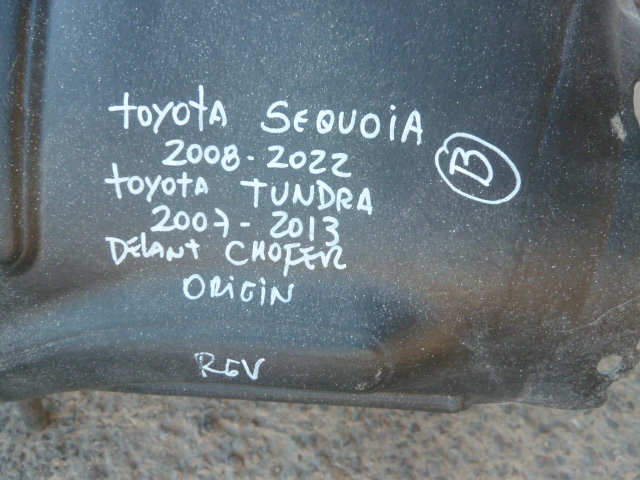 toyota SEQUOiA
2008-2022
B
toyota TUNDRA
2007-2013
DElANt CHOFER
ORiGiN
REV